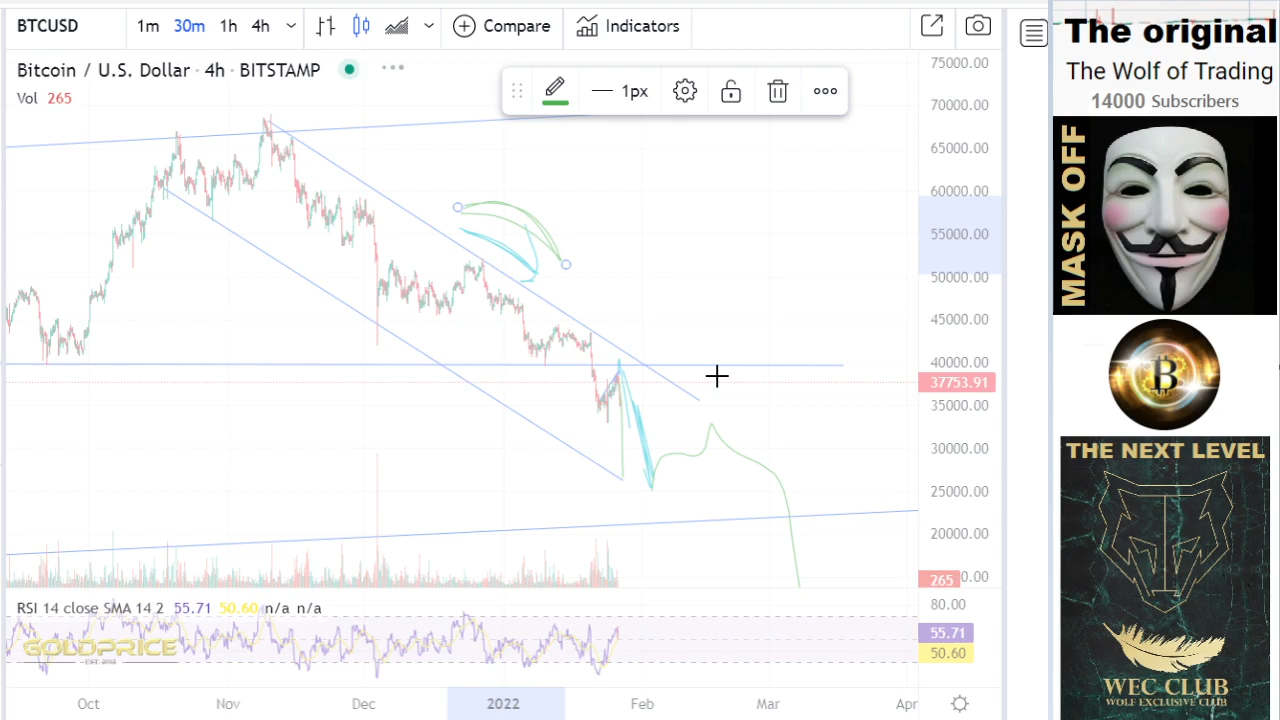 BTCUSD 1m 30m 1h 4h Compare Indicators
Bitcoin / U.S. Dollar · 4h · BITSTAMP
Vol 265
1px
75000.00
70000.00
65000.00
60000.00
55000.00
50000.00
45000.00
40000.00
37753.91
35000.00
30000.00
25000.00
20000.00
265 0.00
RSI 14 close SMA 14 2 55.71 50.60 n/a n/a
80.00
55.71
50.60
GOLDPRICE
Oct Nov Dec 2022 Feb Mar Apr
The original
The Wolf of Trading
14000 Subscribers
MASK OFF
B
THE NEXT LEVEL
WEC CLUB
WOLF EXCLUSIVE CLUB